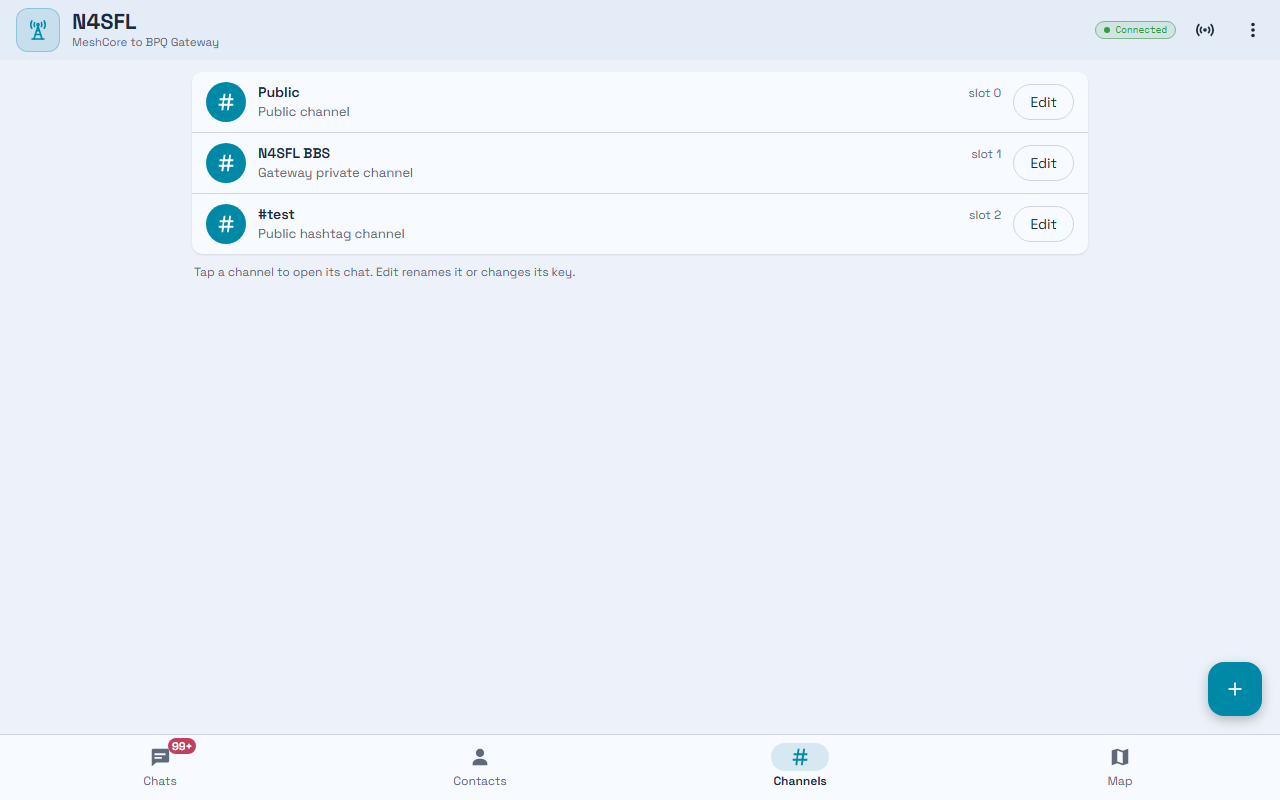 N4SFL
MeshCore to BPQ Gateway
Connected
Public
Public channel
slot 0
Edit
N4SFL BBS
Gateway private channel
slot 1
Edit
#test
Public hashtag channel
slot 2
Edit
Tap a channel to open its chat. Edit renames it or changes its key.
99+
Chats
Contacts
Channels
Map